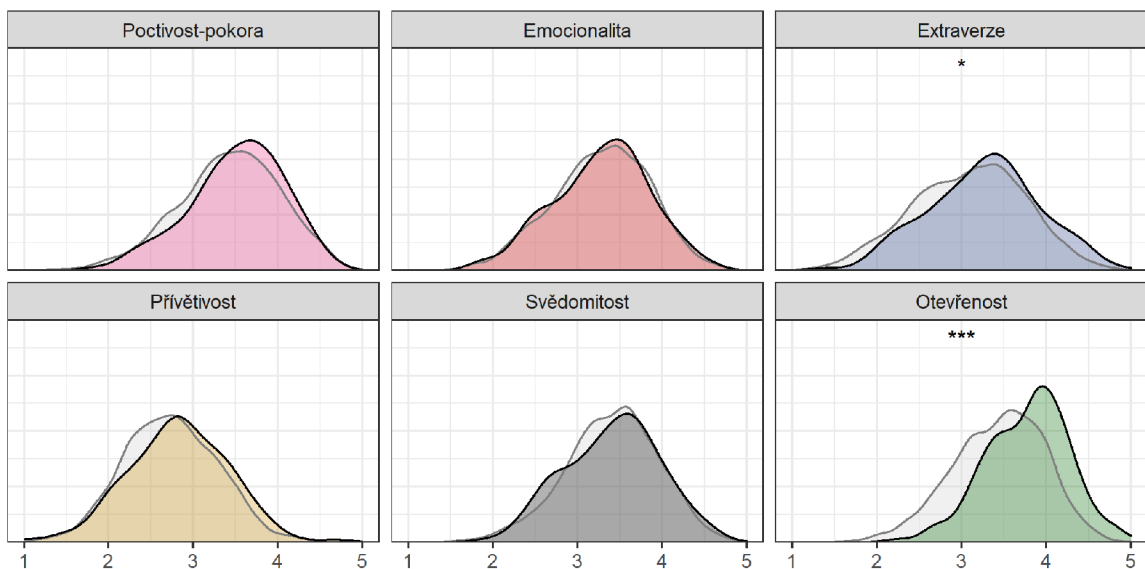 Poctivost-pokora
Emocionalita
Extraverze
*
Přívětivost
Svědomitost
Otevřenost
***
1 2 3 4 5
1 2 3 4 5
1 2 3 4 5